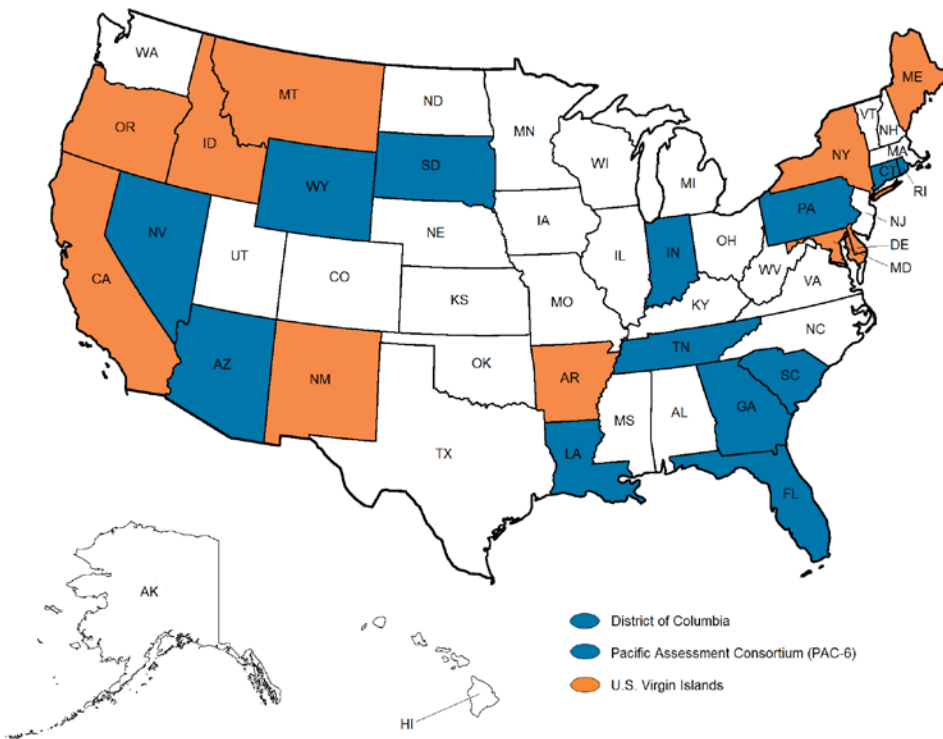 WA
MT
ND
MN
ME
VT
NH
OR
ID
SD
WI
NY
MA
WY
MI
CT
RI
IA
PA
NJ
NV
NE
OH
UT
IL
IN
DE
CO
WV
MD
VA
CA
KS
MO
KY
NC
TN
OK
AZ
NM
AR
SC
MS
AL
GA
TX
LA
FL
AK
HI
District of Columbia
Pacific Assessment Consortium (PAC-6)
U.S. Virgin Islands